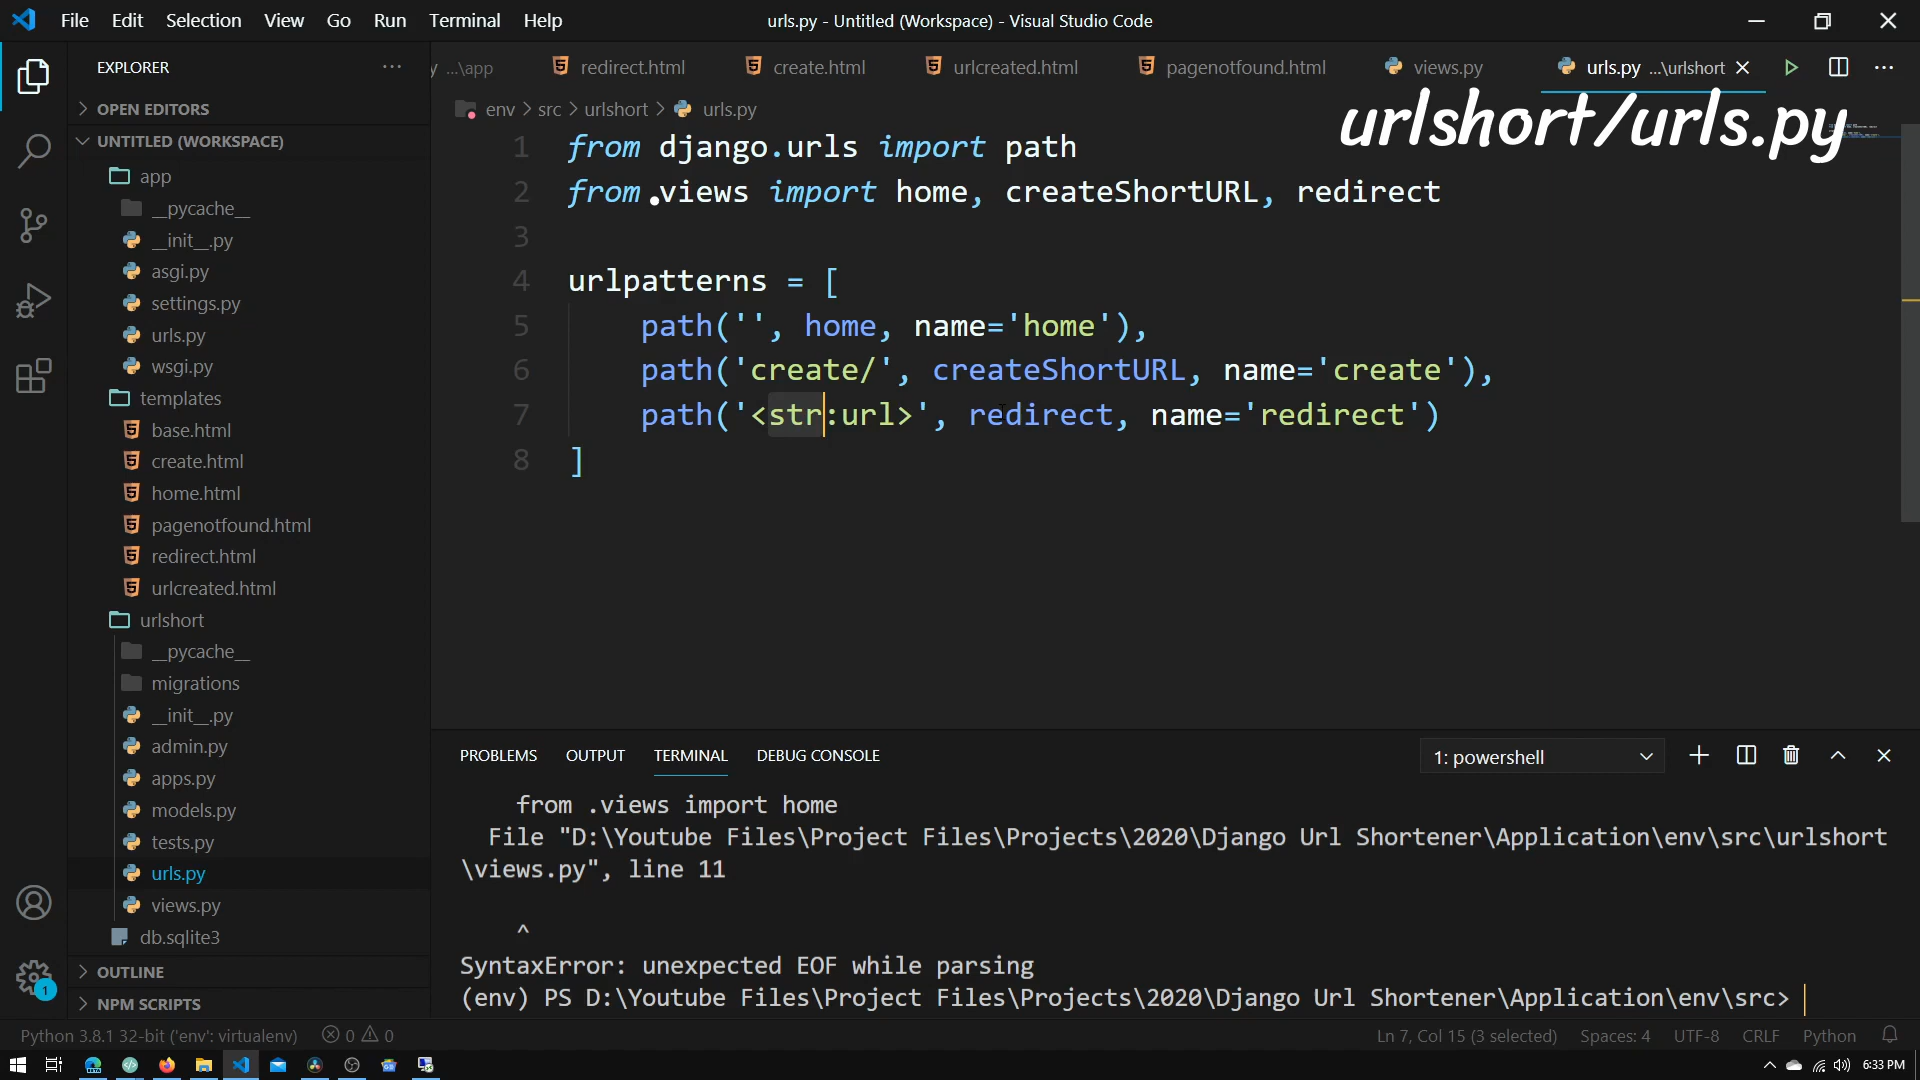 File Edit Selection View Go Run Terminal Help
urls.py - Untitled (Workspace) - Visual Studio Code
EXPLORER ...
y ...\app redirect.html create.html urlcreated.html pagenotfound.html views.py urls.py ...\urlshort
OPEN EDITORS
env > src > urlshort > urls.py
urlshort/urls.py
UNTITLED (WORKSPACE)
app
__pycache__
__init__.py
asgi.py
settings.py
urls.py
wsgi.py
templates
base.html
create.html
home.html
pagenotfound.html
redirect.html
urlcreated.html
urlshort
__pycache__
migrations
__init__.py
admin.py
apps.py
models.py
tests.py
urls.py
views.py
db.sqlite3
OUTLINE
NPM SCRIPTS
1 from django.urls import path
2 from .views import home, createShortURL, redirect
3
4 urlpatterns = [
5 path('', home, name='home'),
6 path('create/', createShortURL, name='create'),
7 path('<str:url>', redirect, name='redirect')
8 ]
PROBLEMS OUTPUT TERMINAL DEBUG CONSOLE 1: powershell
from .views import home
File "D:\Youtube Files\Project Files\Projects\2020\Django Url Shortener\Application\env\src\urlshort
\views.py", line 11
^
SyntaxError: unexpected EOF while parsing
(env) PS D:\Youtube Files\Project Files\Projects\2020\Django Url Shortener\Application\env\src>
1
Python 3.8.1 32-bit ('env': virtualenv) 0 0 Ln 7, Col 15 (3 selected) Spaces: 4 UTF-8 CRLF Python
6:33 PM